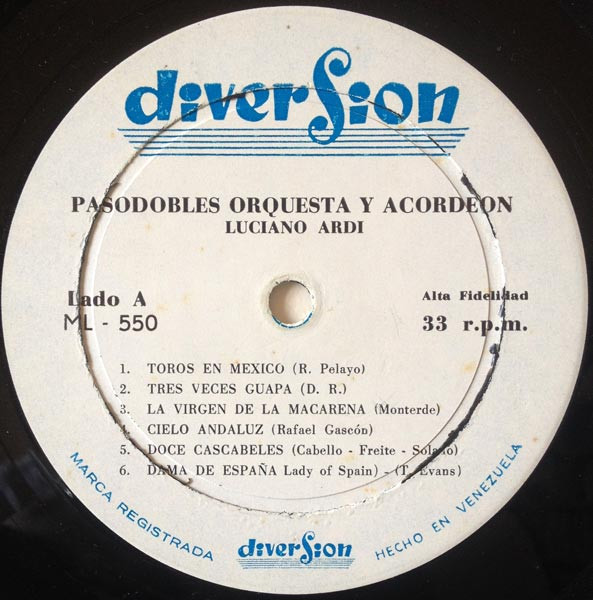 diverSion
PASODOBLES ORQUESTA Y ACORDEON
LUCIANO ARDI
Lado A
ML - 550
Alta Fidelidad
33 r.p.m.
1. TOROS EN MEXICO (R. Pelayo)
2. TRES VECES GUAPA (D. R.)
3. LA VIRGEN DE LA MACARENA (Monterde)
4. CIELO ANDALUZ (Rafael Gascón)
5. DOCE CASCABELES (Cabello - Freite - Solano)
6. DAMA DE ESPAÑA Lady of Spain) - (T. Evans)
MARCA REGISTRADA
diverSion
HECHO EN VENEZUELA